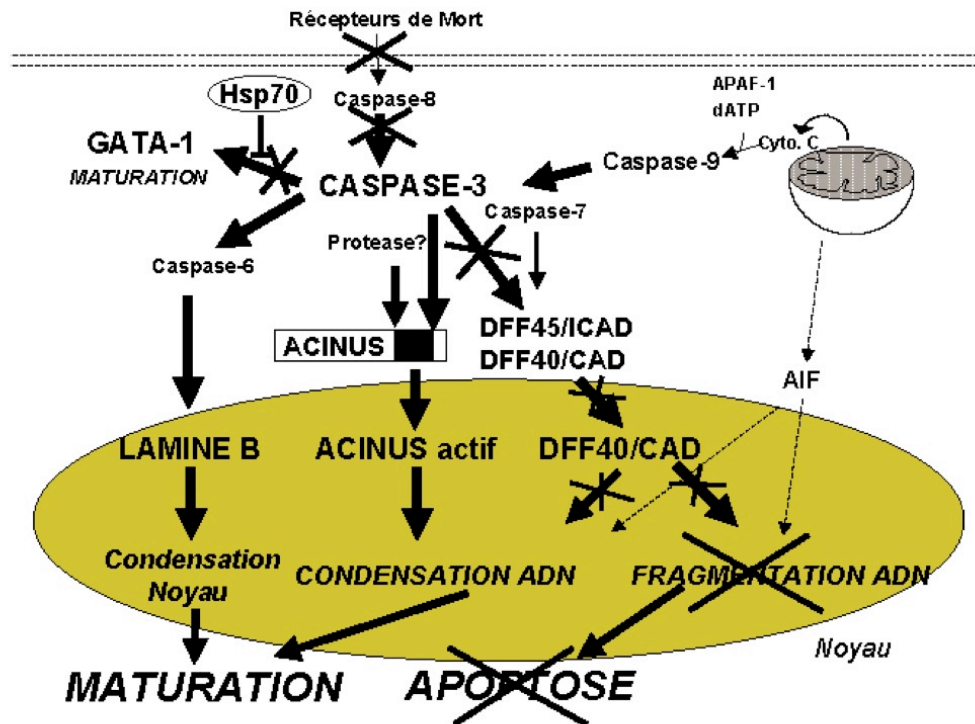 Récepteurs de Mort
Hsp70
Caspase-8
APAF-1
dATP
Cyto. C
GATA-1
MATURATION
Caspase-9
CASPASE-3
Caspase-7
Protease?
Caspase-6
ACINUS
DFF45/ICAD
DFF40/CAD
AIF
LAMINE B
ACINUS actif
DFF40/CAD
Condensation
Noyau
CONDENSATION ADN
FRAGMENTATION ADN
Noyau
MATURATION
APOPTOSE